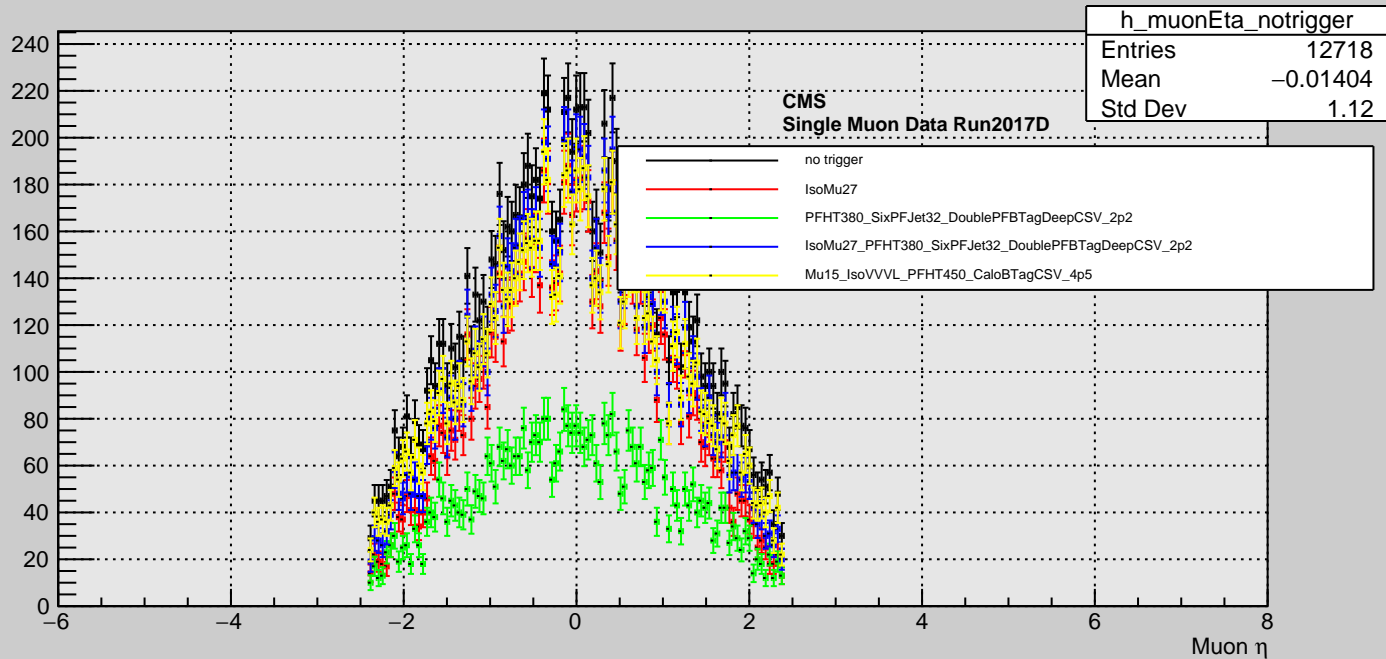 h_muonEta_notrigger
Entries 12718
Mean −0.01404
Std Dev 1.12
CMS
Single Muon Data Run2017D
no trigger
IsoMu27
PFHT380_SixPFJet32_DoublePFBTagDeepCSV_2p2
IsoMu27_PFHT380_SixPFJet32_DoublePFBTagDeepCSV_2p2
Mu15_IsoVVVL_PFHT450_CaloBTagCSV_4p5
240
220
200
180
160
140
120
100
80
60
40
20
0
−6 −4 −2 0 2 4 6 8
Muon η